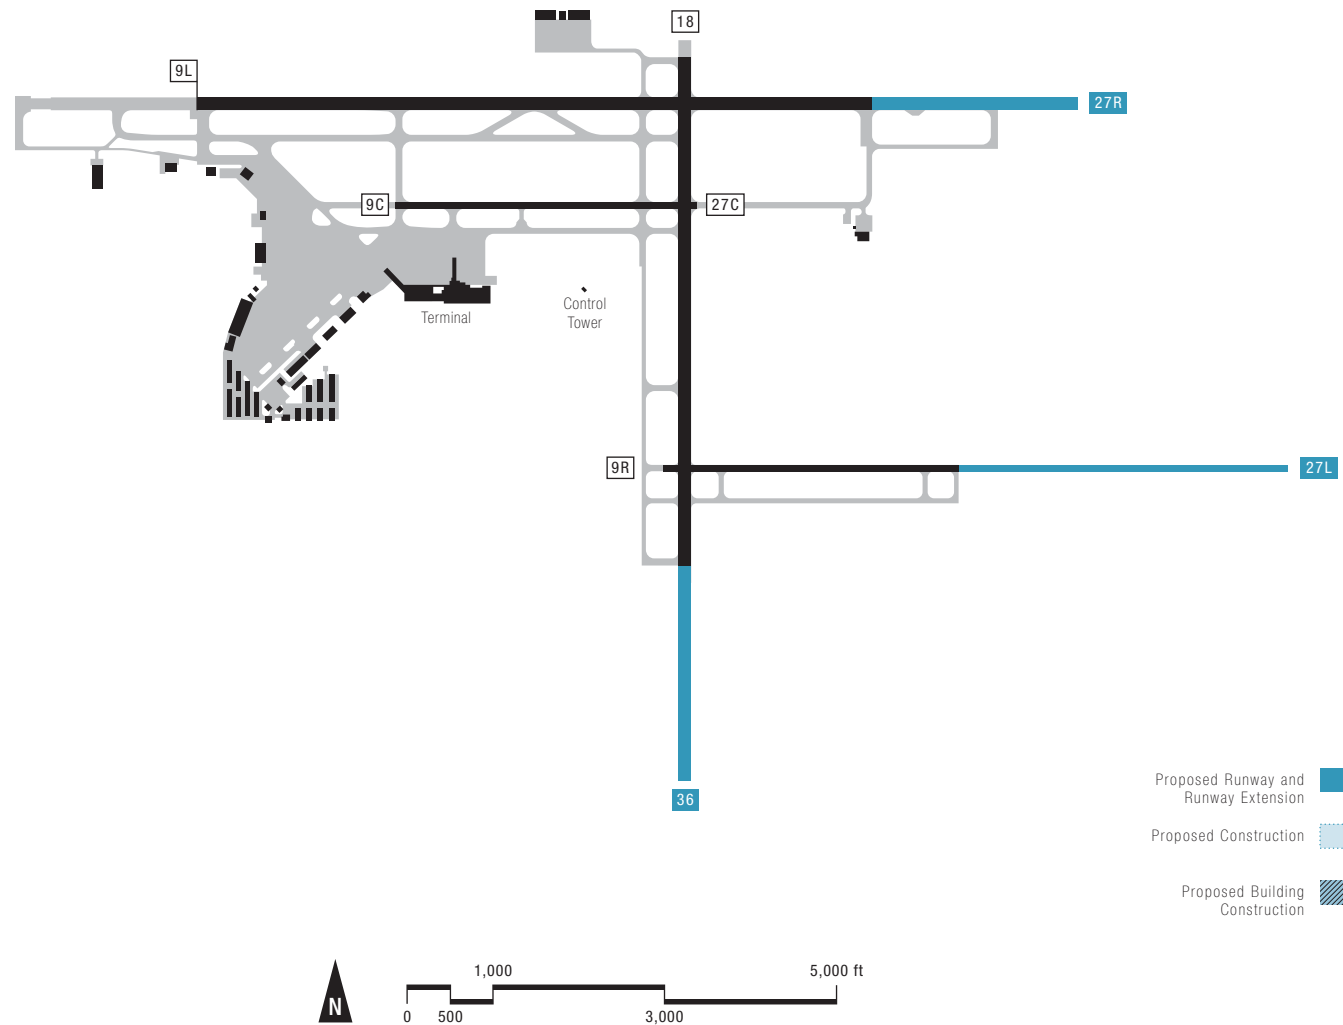 18
9L
27R
9C
27C
Control
Tower
Terminal
9R
27L
36
Proposed Runway and
Runway Extension
Proposed Construction
Proposed Building
Construction
N
1,000
5,000 ft
0
500
3,000